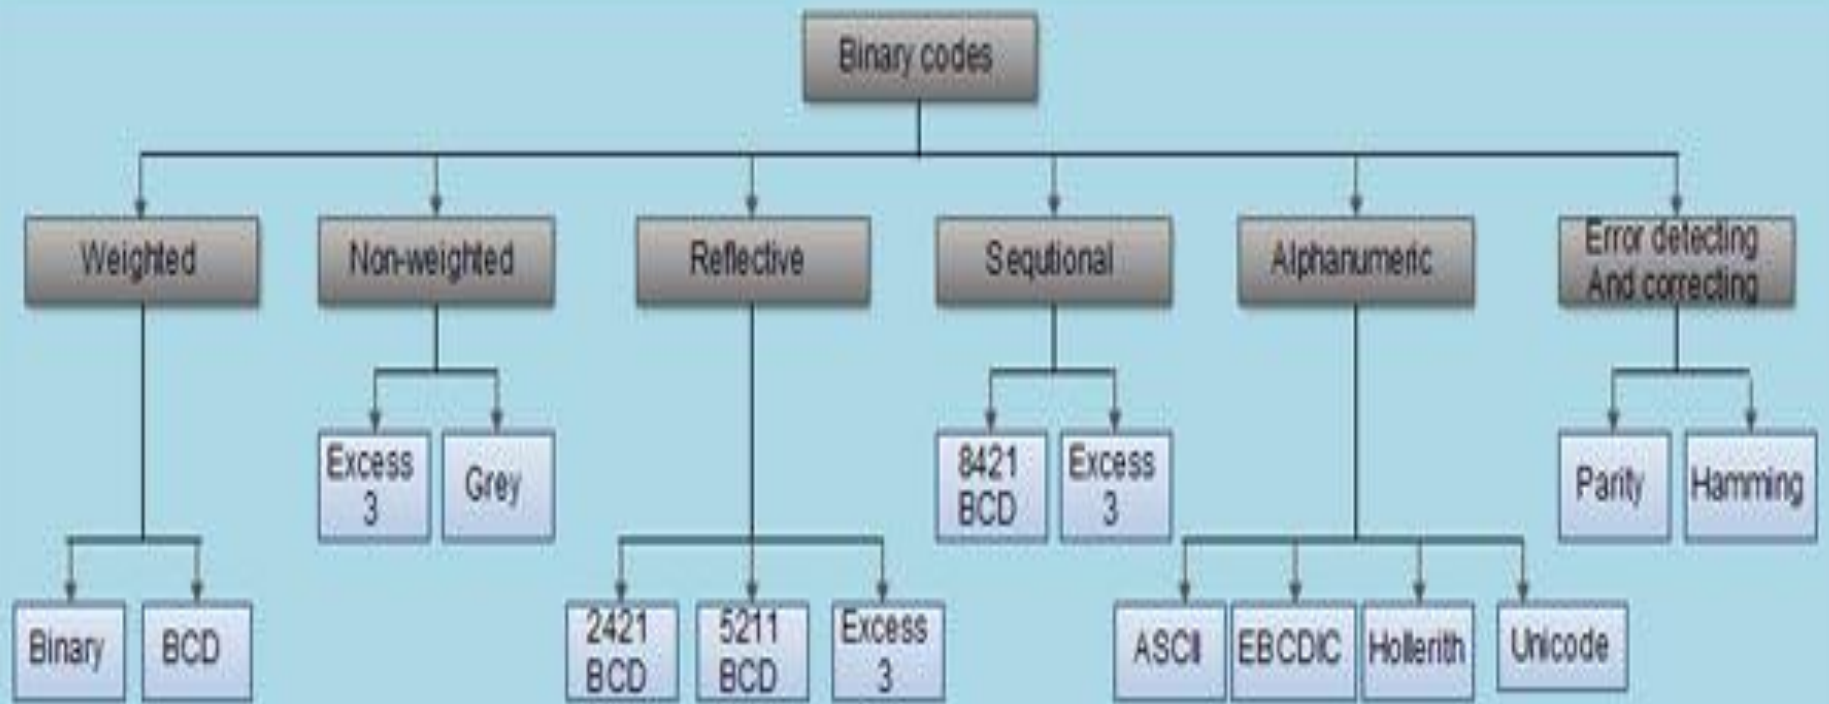 Binary codes
Weighted
Non-weighted
Reflective
Sequtional
Alphanumeric
Error detecting
And correcting
Excess
3
Grey
8421
BCD
Excess
3
Parity
Hamming
Binary
BCD
2421
BCD
5211
BCD
Excess
3
ASCII
EBCDIC
Hollerith
Unicode